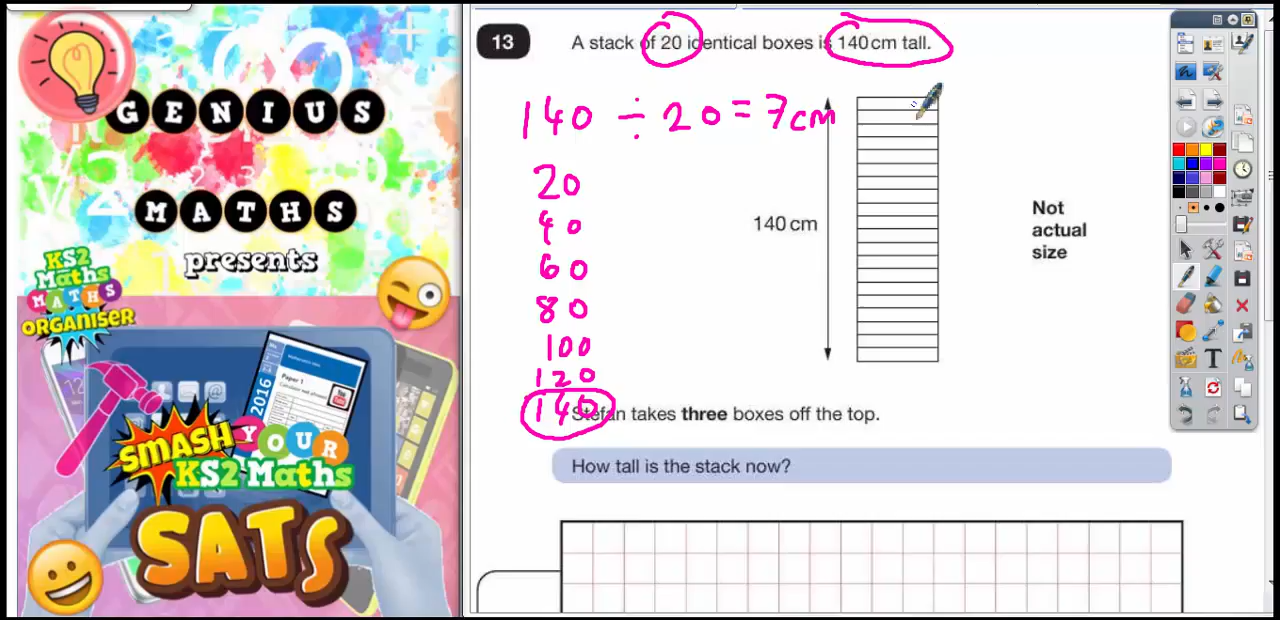 GENIUS
MATHS
presents
KS2
Maths
MATHS
ORGANISER
2016
Paper 1
SMASH YOUR
KS2 Maths
SATS
13
A stack of 20 identical boxes is 140 cm tall.
140 ÷ 20 = 7cm
20
40
60
80
100
120
140
140 cm
Not
actual
size
Stefan takes three boxes off the top.
How tall is the stack now?